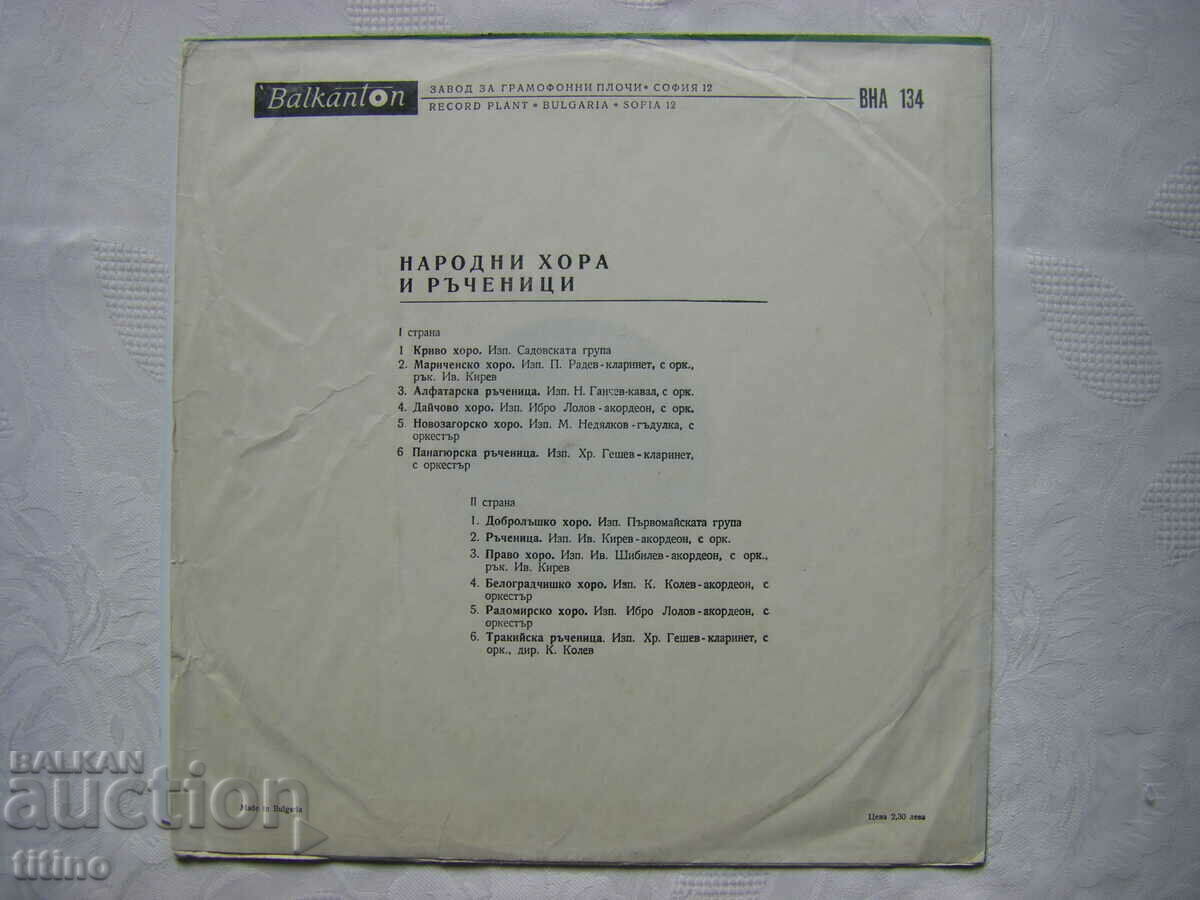 Balkanton
ЗАВОД ЗА ГРАМОФОННИ ПЛОЧИ • СОФИЯ 12
RECORD PLANT • BULGARIA • SOFIA 12
ВНА 134
НАРОДНИ ХОРА
И РЪЧЕНИЦИ
I страна
1 Криво хоро. Изп. Садовската група
2. Мариченско хоро. Изп. П. Радев-кларинет, с орк.,
рък. Ив. Кирев
3. Алфатарска ръченица. Изп. Н. Ганчев-кавал, с орк.
4. Дайчово хоро. Изп. Ибро Лолов-акордеон, с орк.
5. Новозагорско хоро. Изп. М. Недялков-гъдулка, с
оркестър
6 Панагюрска ръченица. Изп. Хр. Гешев-кларинет,
с оркестър
II страна
1. Добролъшко хоро. Изп. Първомайската група
2. Ръченица. Изп. Ив. Кирев-акордеон, с орк.
3. Право хоро. Изп. Ив. Шибилев-акордеон, с орк.,
рък. Ив. Кирев
4. Белоградчишко хоро. Изп. К. Колев-акордеон, с
оркестър
5. Радомирско хоро. Изп. Ибро Лолов-акордеон, с
оркестър
6. Тракийска ръченица. Изп. Хр. Гешев-кларинет, с
орк., дир. К. Колев
Made in Bulgaria
Цена 2,30 лева
BALKAN
auction
titino